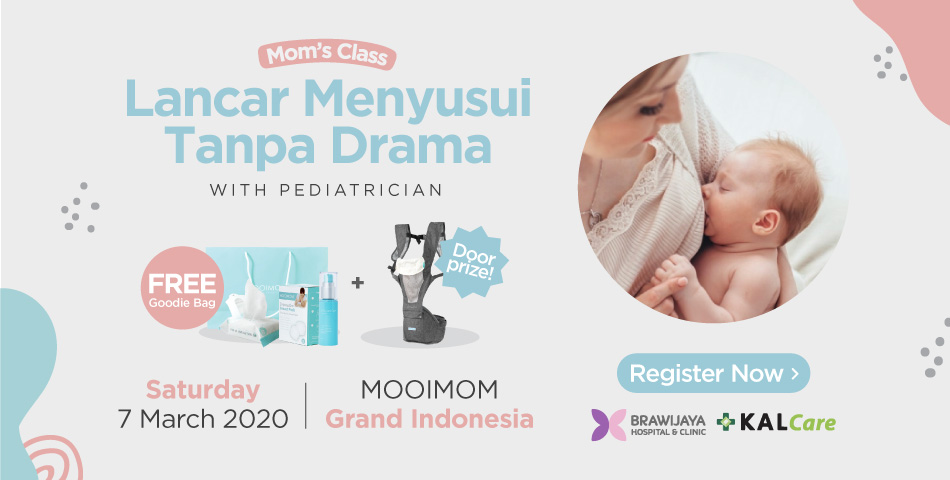 Mom's Class
Lancar Menyusui
Tanpa Drama
WITH PEDIATRICIAN
FREE
Goodie Bag
+
Door
prize!
Saturday
7 March 2020
MOOIMOM
Grand Indonesia
Register Now >
BRAWIJAYA
HOSPITAL & CLINIC
KALCare